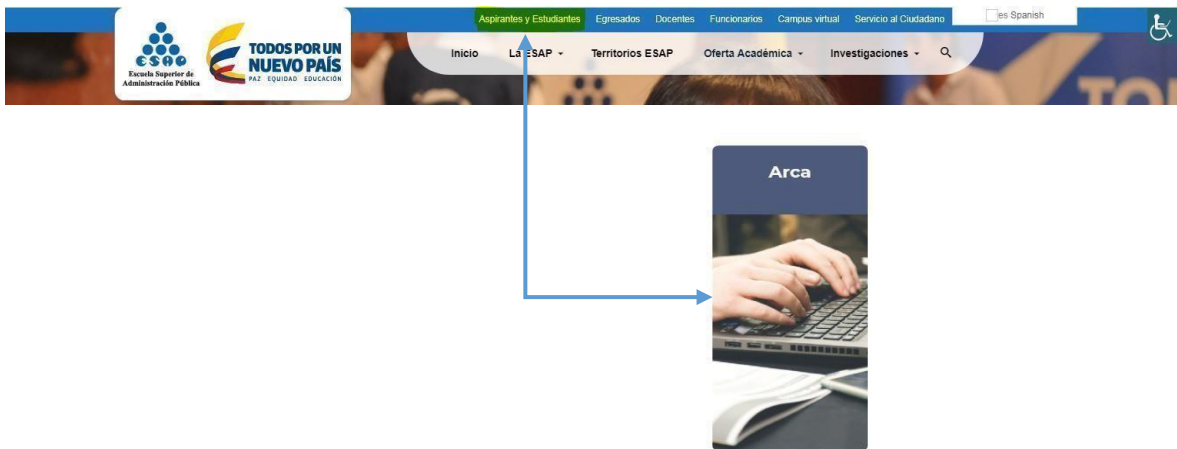 Aspirantes y Estudiantes Egresados Docentes Funcionarios Campus virtual Servicio al Ciudadano es Spanish
ESAP
Escuela Superior de
Administración Pública
TODOS POR UN
NUEVO PAÍS
PAZ EQUIDAD EDUCACIÓN
Inicio La ESAP Territorios ESAP Oferta Académica Investigaciones
Arca